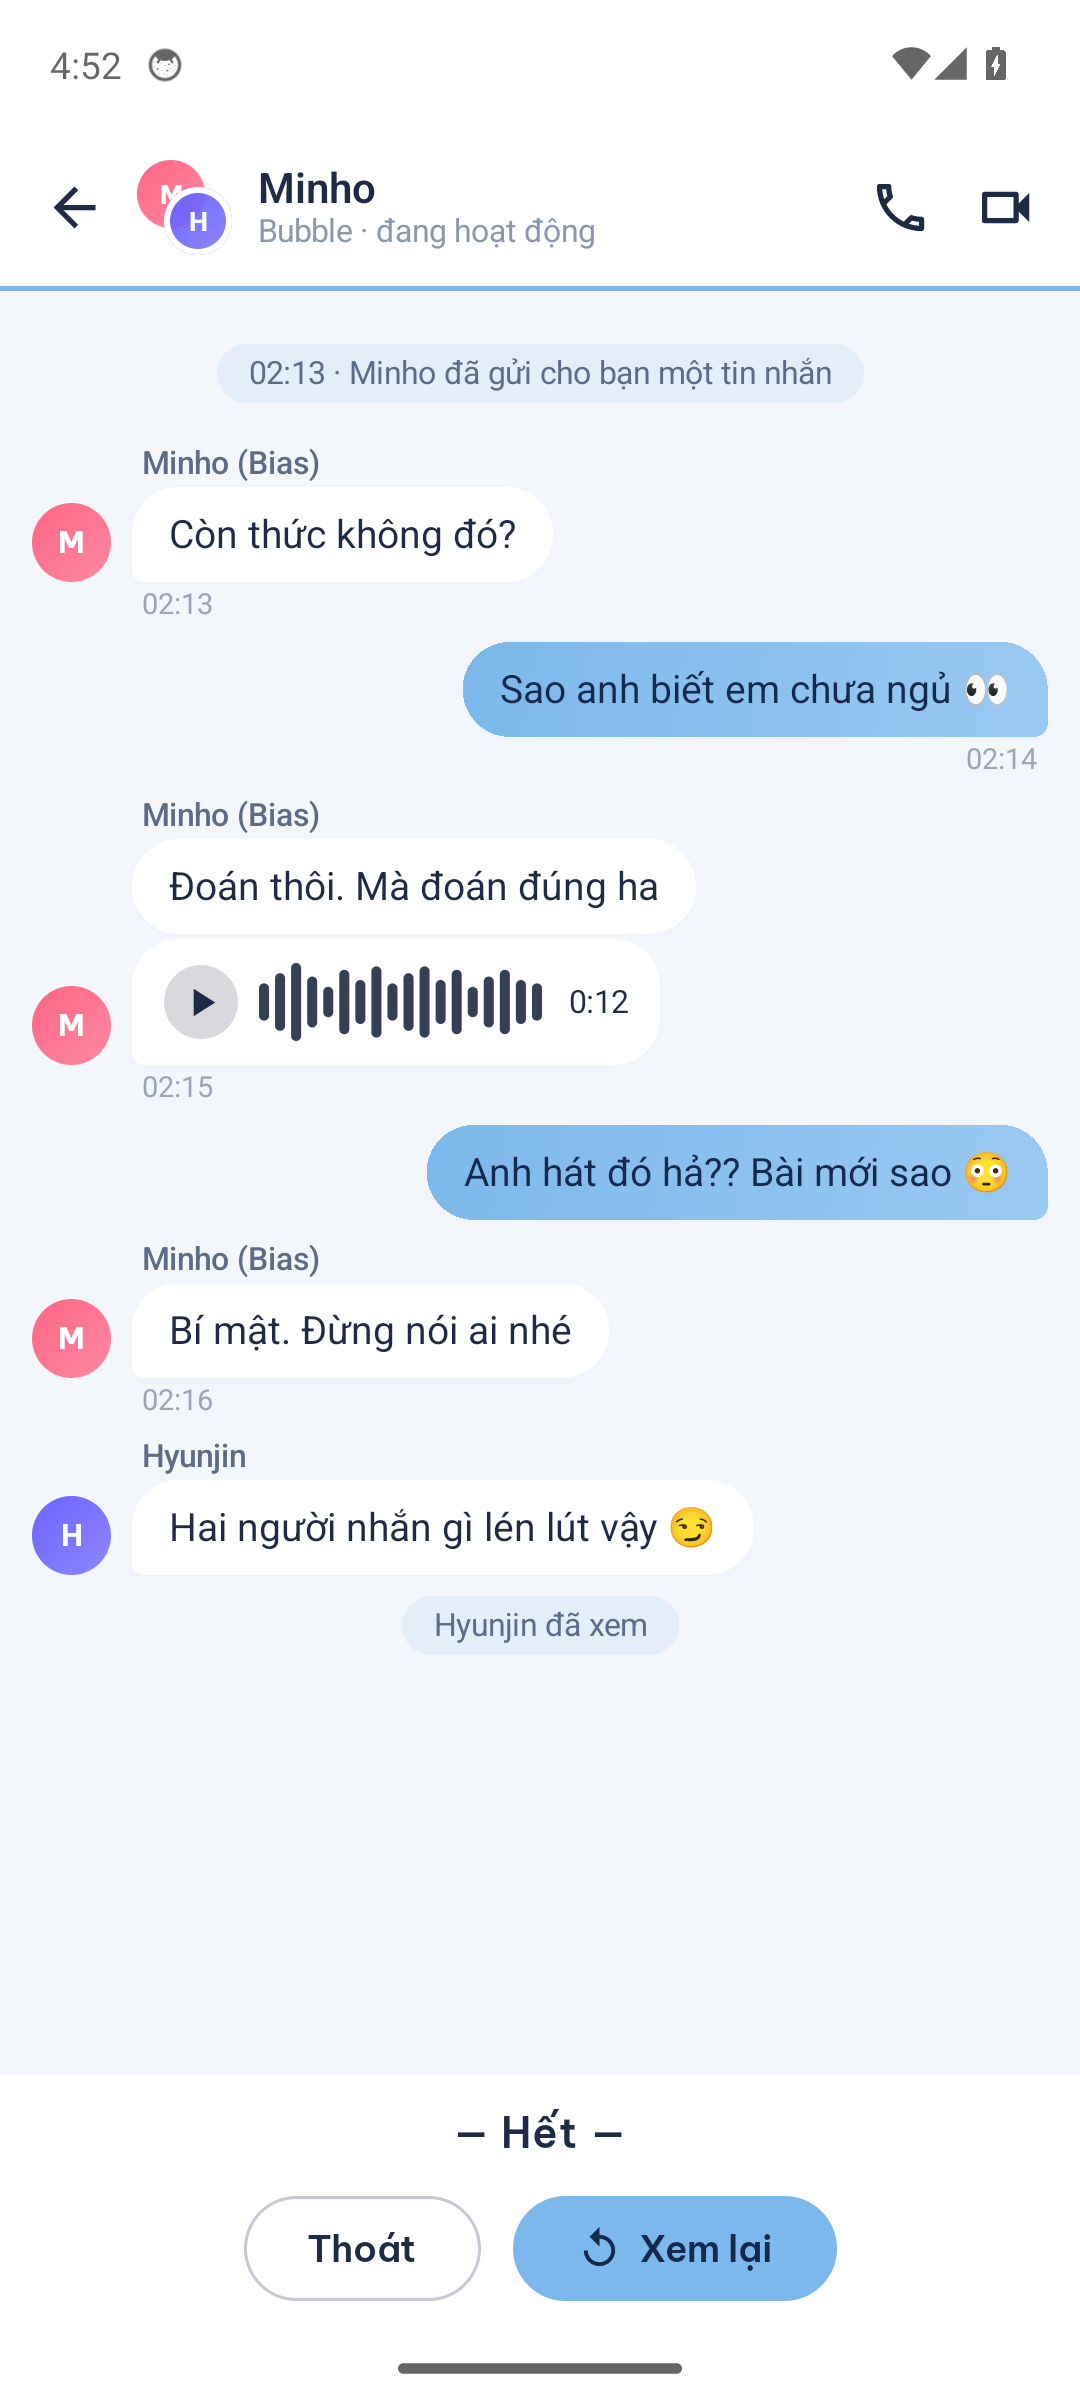 4:52
M
H
Minho
Bubble · đang hoạt động
02:13 · Minho đã gửi cho bạn một tin nhắn
Minho (Bias)
M
Còn thức không đó?
02:13
Sao anh biết em chưa ngủ 👀
02:14
Minho (Bias)
Đoán thôi. Mà đoán đúng ha
M
0:12
02:15
Anh hát đó hả?? Bài mới sao 😳
Minho (Bias)
M
Bí mật. Đừng nói ai nhé
02:16
Hyunjin
H
Hai người nhắn gì lén lút vậy 😏
Hyunjin đã xem
— Hết —
Thoát
Xem lại